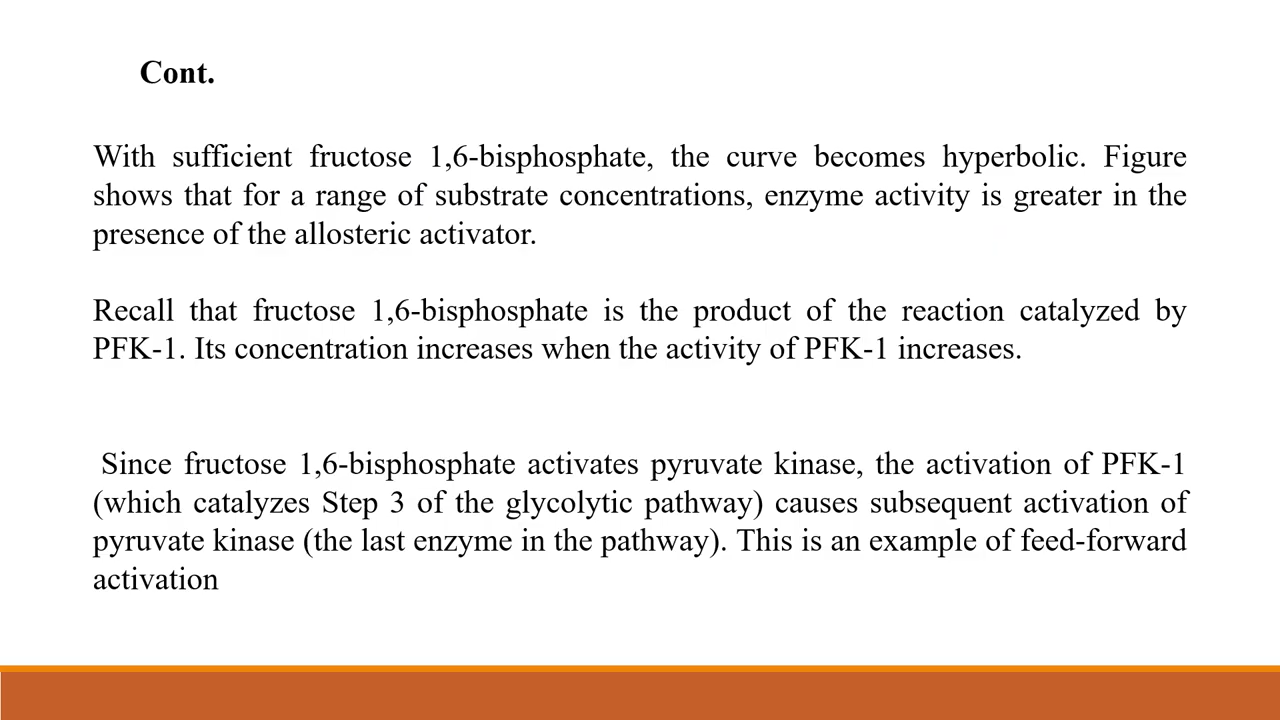 Cont.
With sufficient fructose 1,6-bisphosphate, the curve becomes hyperbolic. Figure
shows that for a range of substrate concentrations, enzyme activity is greater in the
presence of the allosteric activator.
Recall that fructose 1,6-bisphosphate is the product of the reaction catalyzed by
PFK-1. Its concentration increases when the activity of PFK-1 increases.
Since fructose 1,6-bisphosphate activates pyruvate kinase, the activation of PFK-1
(which catalyzes Step 3 of the glycolytic pathway) causes subsequent activation of
pyruvate kinase (the last enzyme in the pathway). This is an example of feed-forward
activation